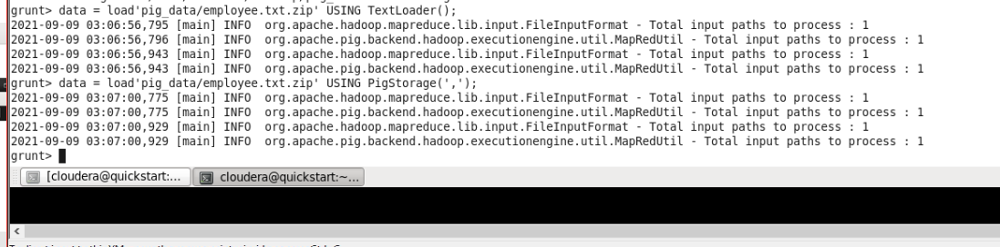 grunt> data = load'pig_data/employee.txt.zip' USING TextLoader();
2021-09-09 03:06:56,795 [main] INFO  org.apache.hadoop.mapreduce.lib.input.FileInputFormat - Total input paths to process : 1
2021-09-09 03:06:56,796 [main] INFO  org.apache.pig.backend.hadoop.executionengine.util.MapRedUtil - Total input paths to process : 1
2021-09-09 03:06:56,943 [main] INFO  org.apache.hadoop.mapreduce.lib.input.FileInputFormat - Total input paths to process : 1
2021-09-09 03:06:56,943 [main] INFO  org.apache.pig.backend.hadoop.executionengine.util.MapRedUtil - Total input paths to process : 1
grunt> data = load'pig_data/employee.txt.zip' USING PigStorage(',');
2021-09-09 03:07:00,775 [main] INFO  org.apache.hadoop.mapreduce.lib.input.FileInputFormat - Total input paths to process : 1
2021-09-09 03:07:00,775 [main] INFO  org.apache.pig.backend.hadoop.executionengine.util.MapRedUtil - Total input paths to process : 1
2021-09-09 03:07:00,929 [main] INFO  org.apache.hadoop.mapreduce.lib.input.FileInputFormat - Total input paths to process : 1
2021-09-09 03:07:00,929 [main] INFO  org.apache.pig.backend.hadoop.executionengine.util.MapRedUtil - Total input paths to process : 1
grunt>
[cloudera@quickstart:... cloudera@quickstart:~...